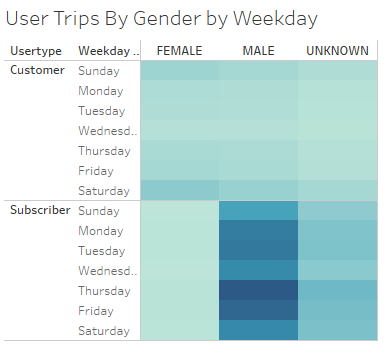 User Trips By Gender by Weekday
Usertype Weekday .. FEMALE MALE UNKNOWN
Customer Sunday
Monday
Tuesday
Wednesd..
Thursday
Friday
Saturday
Subscriber Sunday
Monday
Tuesday
Wednesd..
Thursday
Friday
Saturday